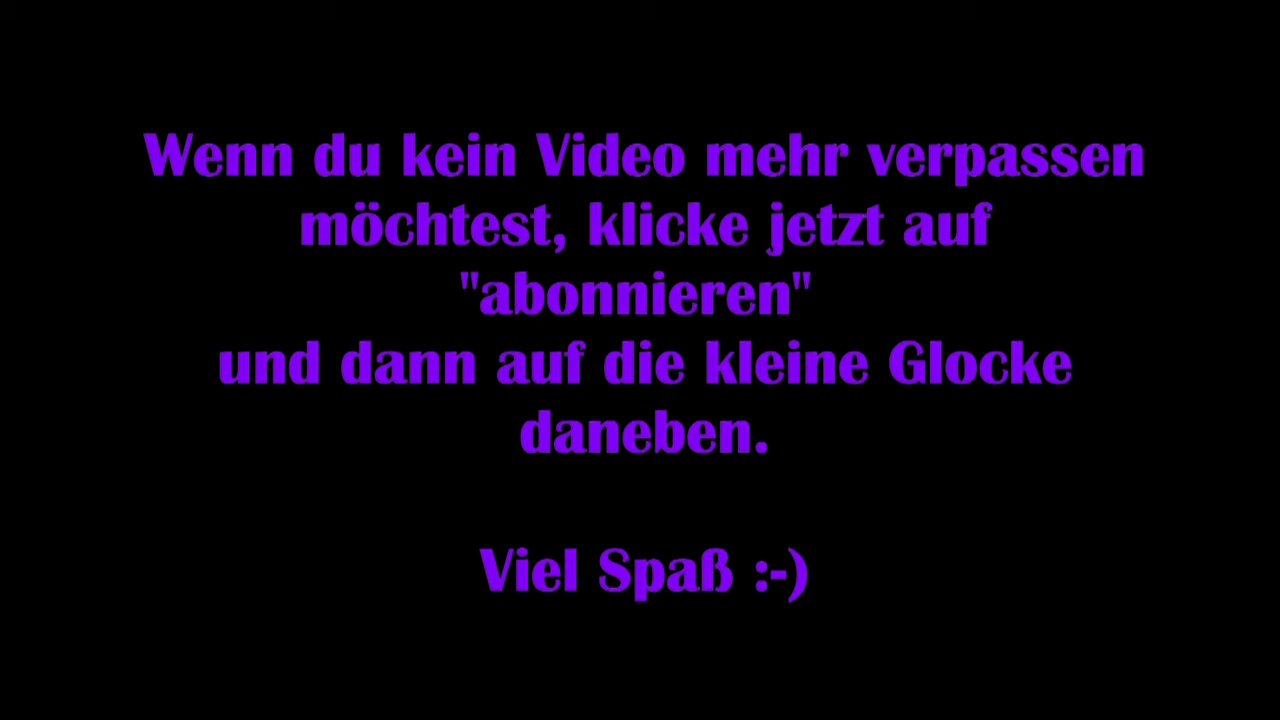 Wenn du kein Video mehr verpassen
möchtest, klicke jetzt auf
"abonnieren"
und dann auf die kleine Glocke
daneben.
Viel Spaß :-)